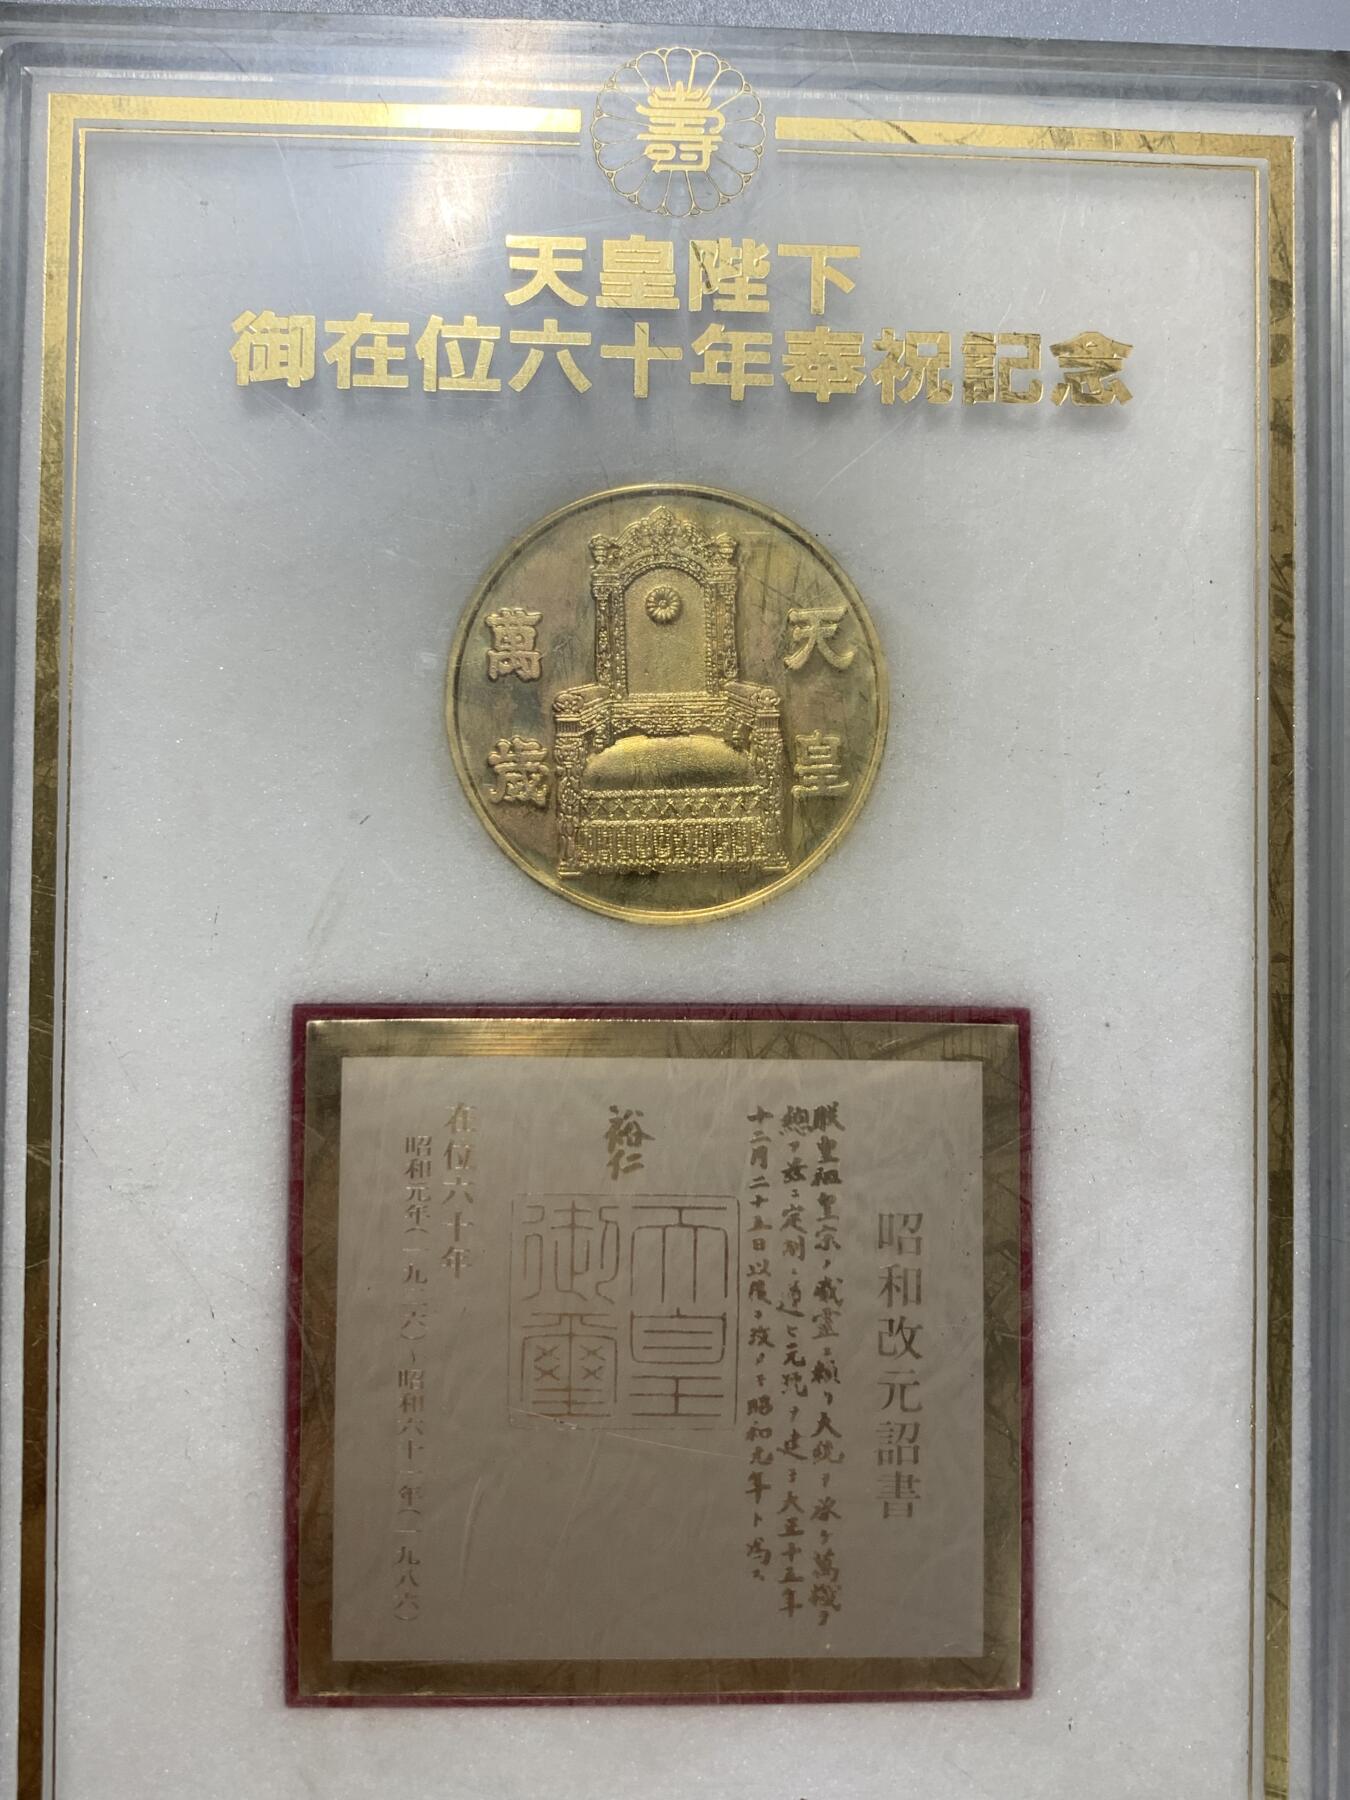 壽
天皇陛下
御在位六十年奉祝記念
天皇
萬歳
昭和改元詔書
朕皇祖皇宗ノ威靈ニ頼リ大統ヲ承ケ萬機ヲ
總フ茲ニ定制ニ遵ヒ元號ヲ建テ大正十五年
十二月二十五日以後ヲ改メテ昭和元年ト爲ス
裕仁
天皇
御璽
在位六十年
昭和元年(一九二六)~昭和六十一年(一九八六)